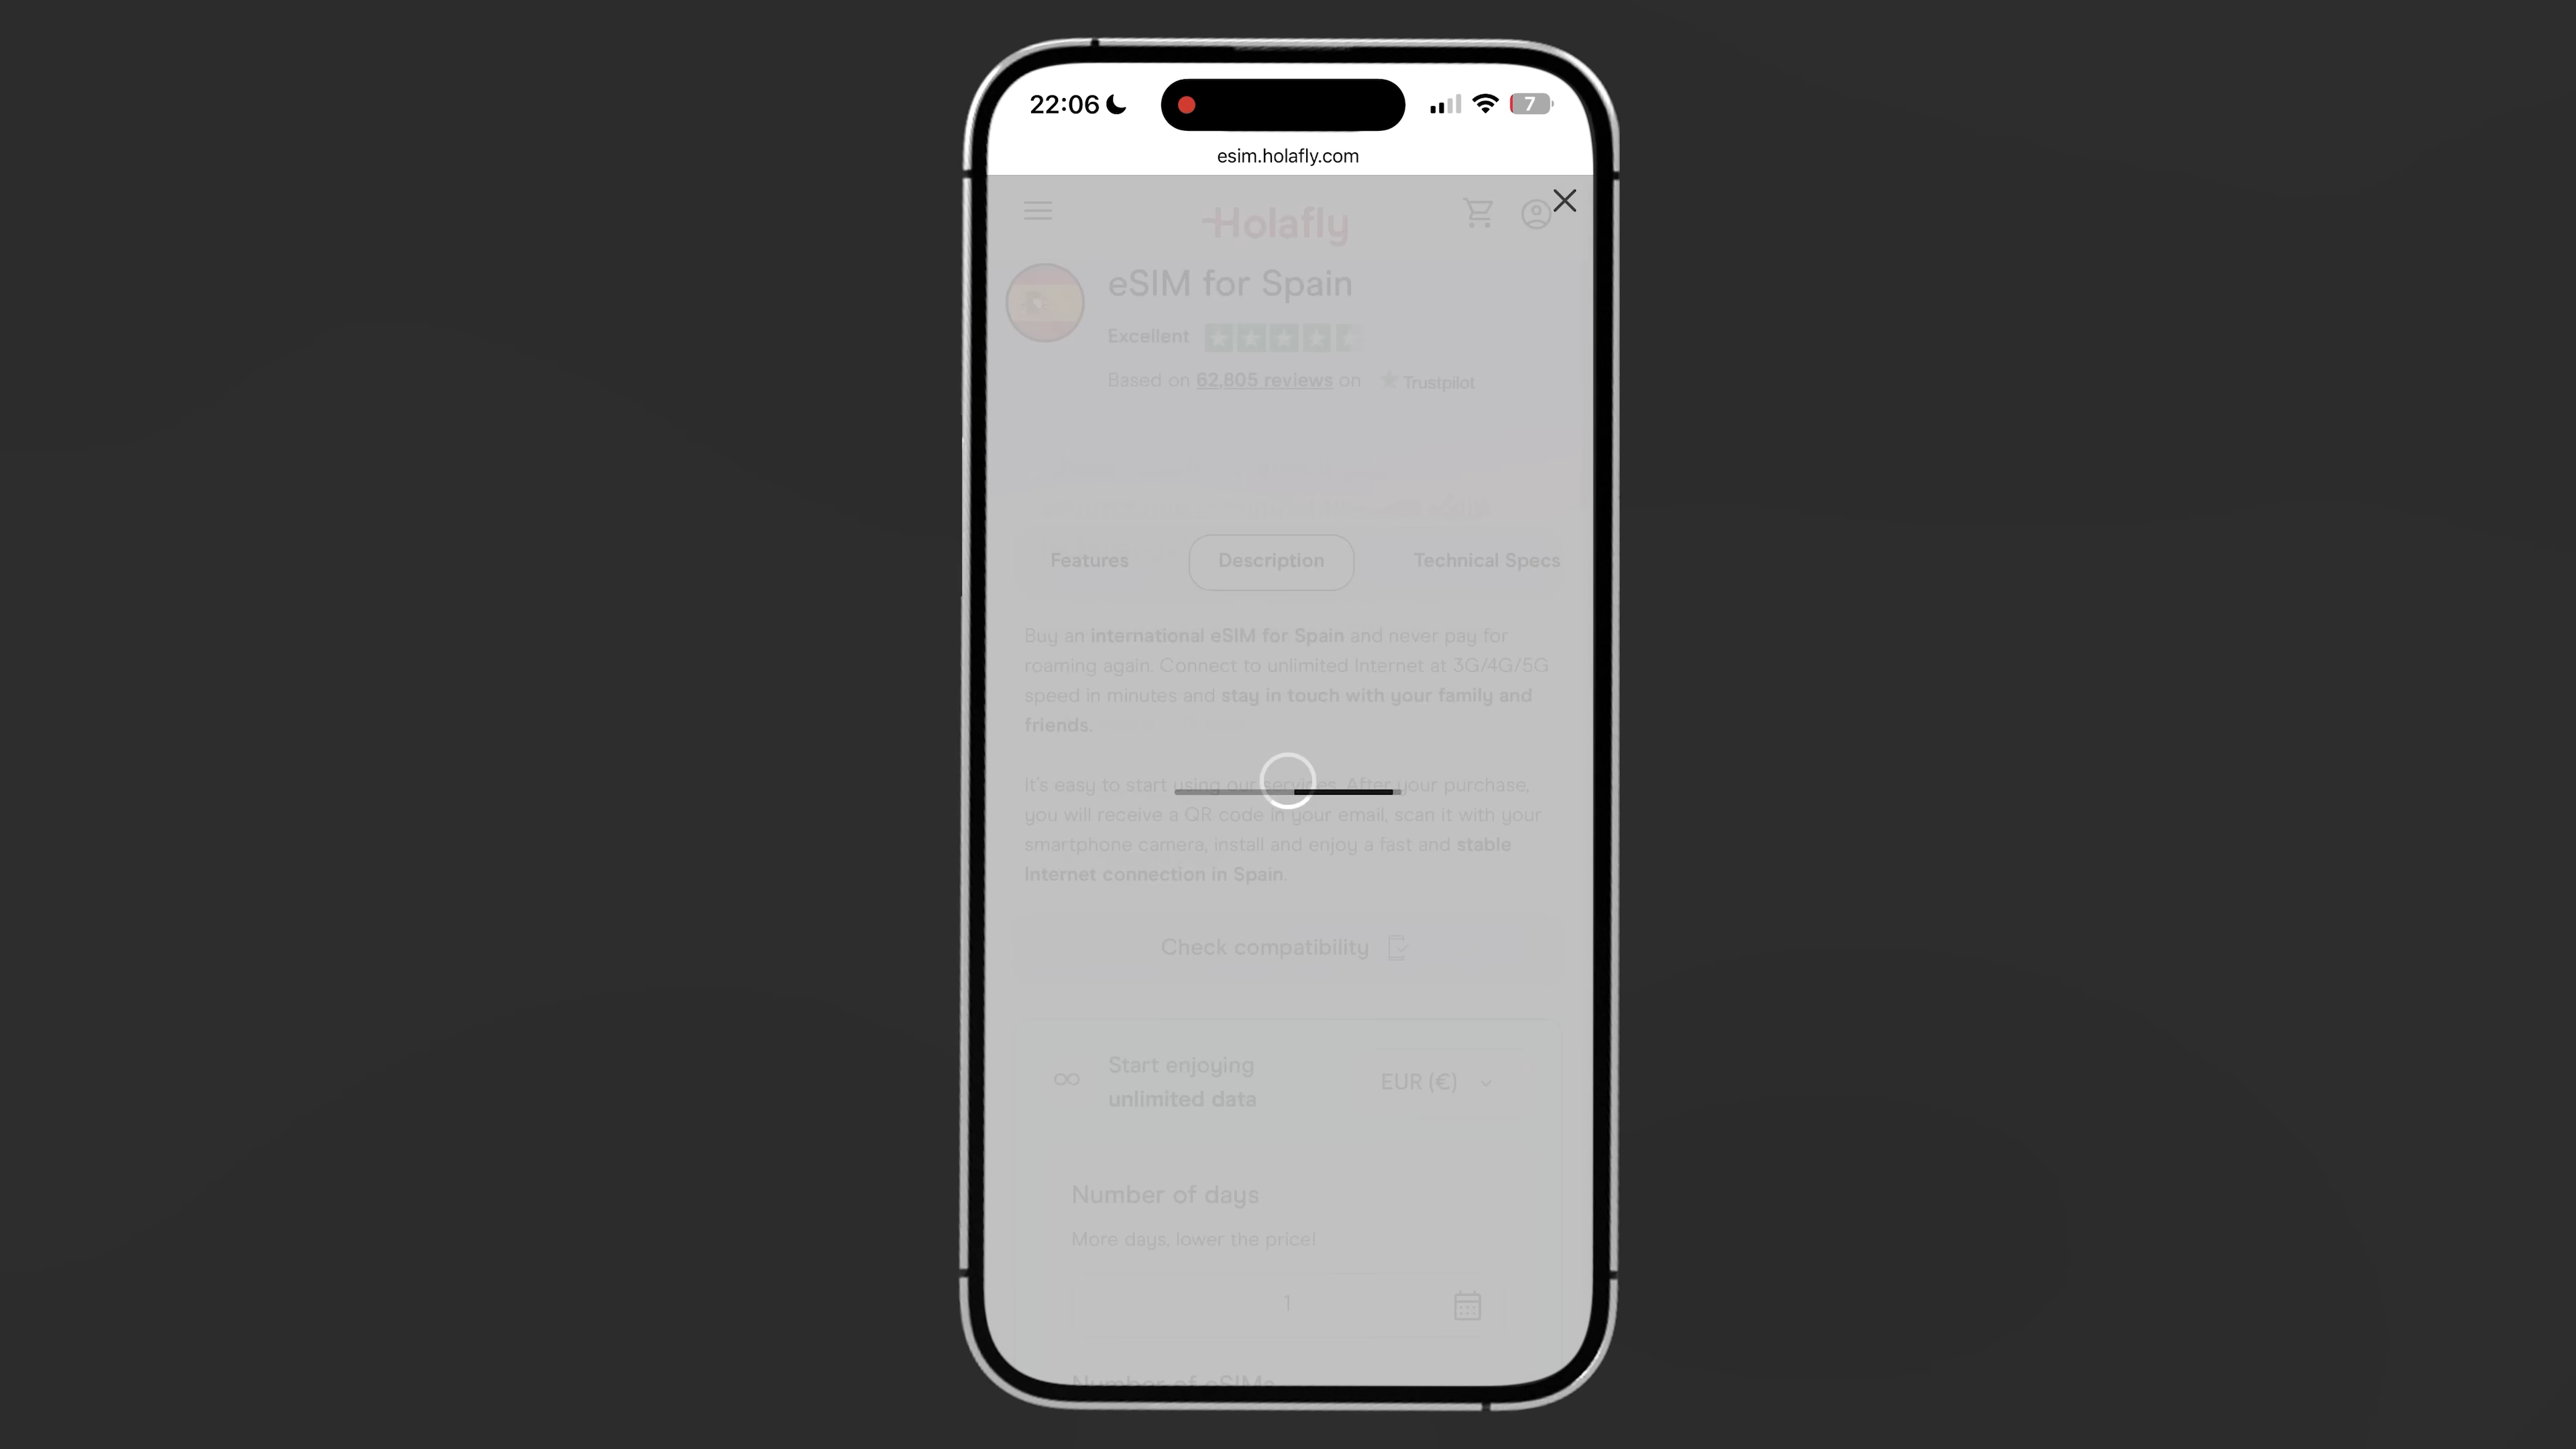 22:06
7
esim.holafly.com
Holafly
eSIM for Spain
Excellent
Based on 62,805 reviews on Trustpilot
Features Description Technical Specs
Buy an international eSIM for Spain and never pay for
roaming again. Connect to unlimited Internet at 3G/4G/5G
speed in minutes and stay in touch with your family and
friends.
It's easy to start using our services. After your purchase,
you will receive a QR code in your email, scan it with your
smartphone camera, install and enjoy a fast and stable
Internet connection in Spain.
Check compatibility
Start enjoying
unlimited data
EUR (€)
Number of days
More days, lower the price!
1
Number of eSIMs